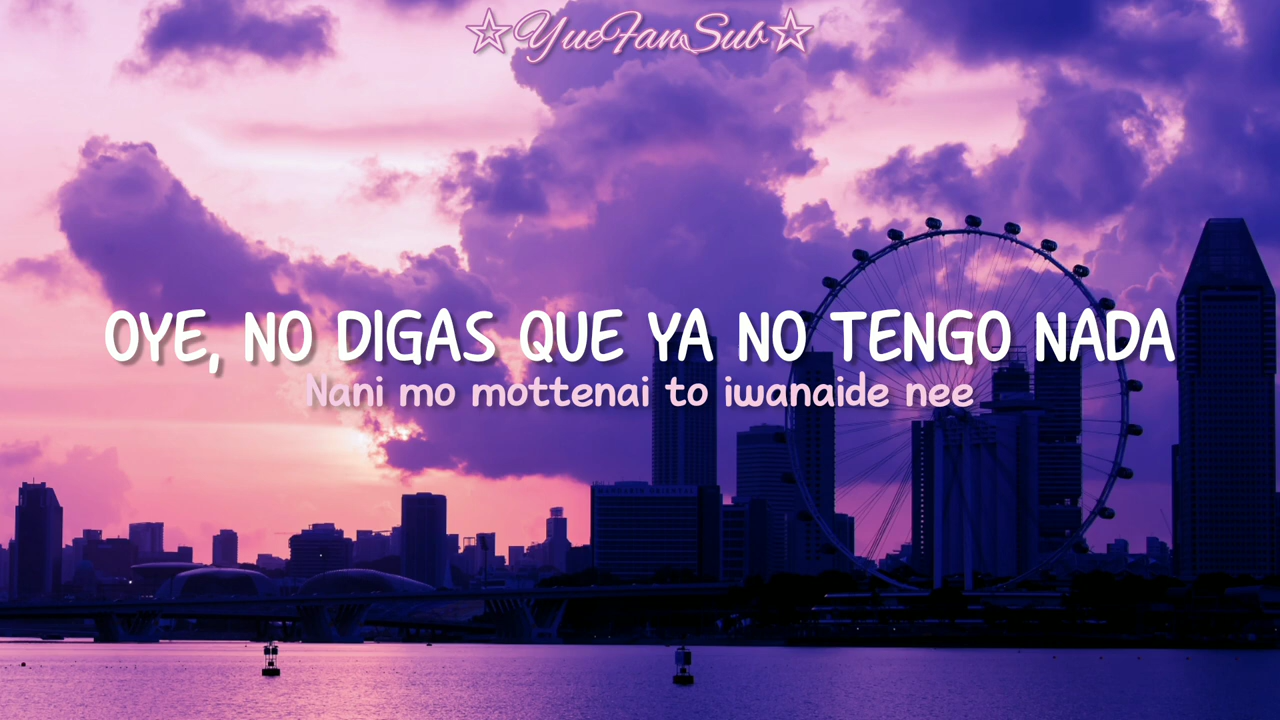 ☆YueFanSub☆
OYE, NO DIGAS QUE YA NO TENGO NADA
Nani mo mottenai to iwanaide nee